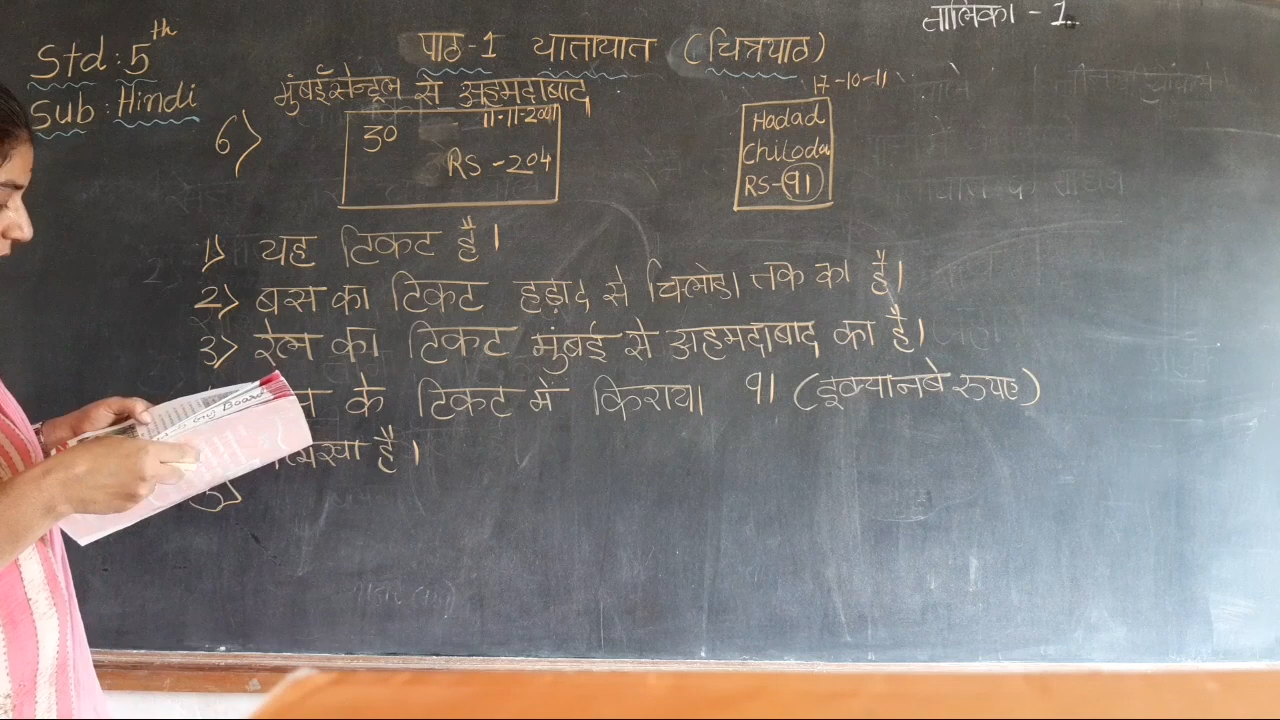 तालिका - 1
Std : 5th
पाठ-1 यातायात (चित्रपाठ)
Sub : Hindi
मुंबई सेन्ट्रल से अहमदाबाद
17-10-11
6)
11-11-2001
30
RS - 204
Hadad
Chiloda
RS-91
1) यह टिकट है।
2) बस का टिकट हड़ाद से चिलोडा तक का है।
3) रेल का टिकट मुंबई से अहमदाबाद का है।
के टिकट में किराया 91 (इक्यानबे रुपए)
है।
5)